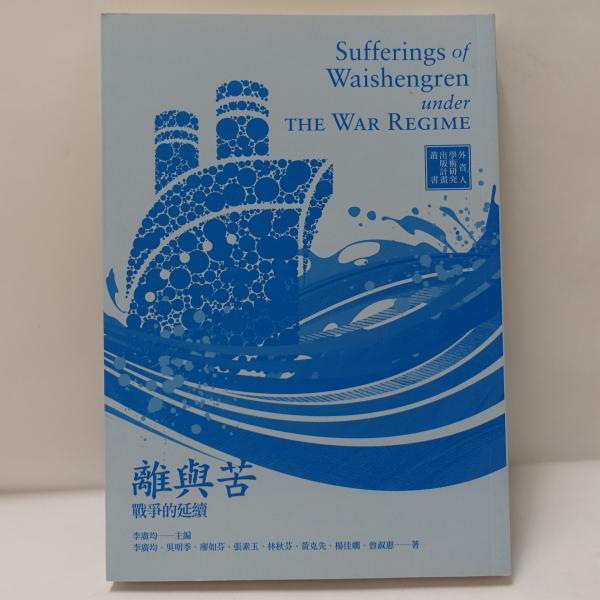 Sufferings of
Waishengren
under
THE WAR REGIME
外省人
學術研究
出版計畫
叢書
離與苦
戰爭的延續
李廣均——主編
李廣均・吳明季・廖如芬・張素玉・林秋芬・黃克先・楊佳嫻・曾淑惠——著